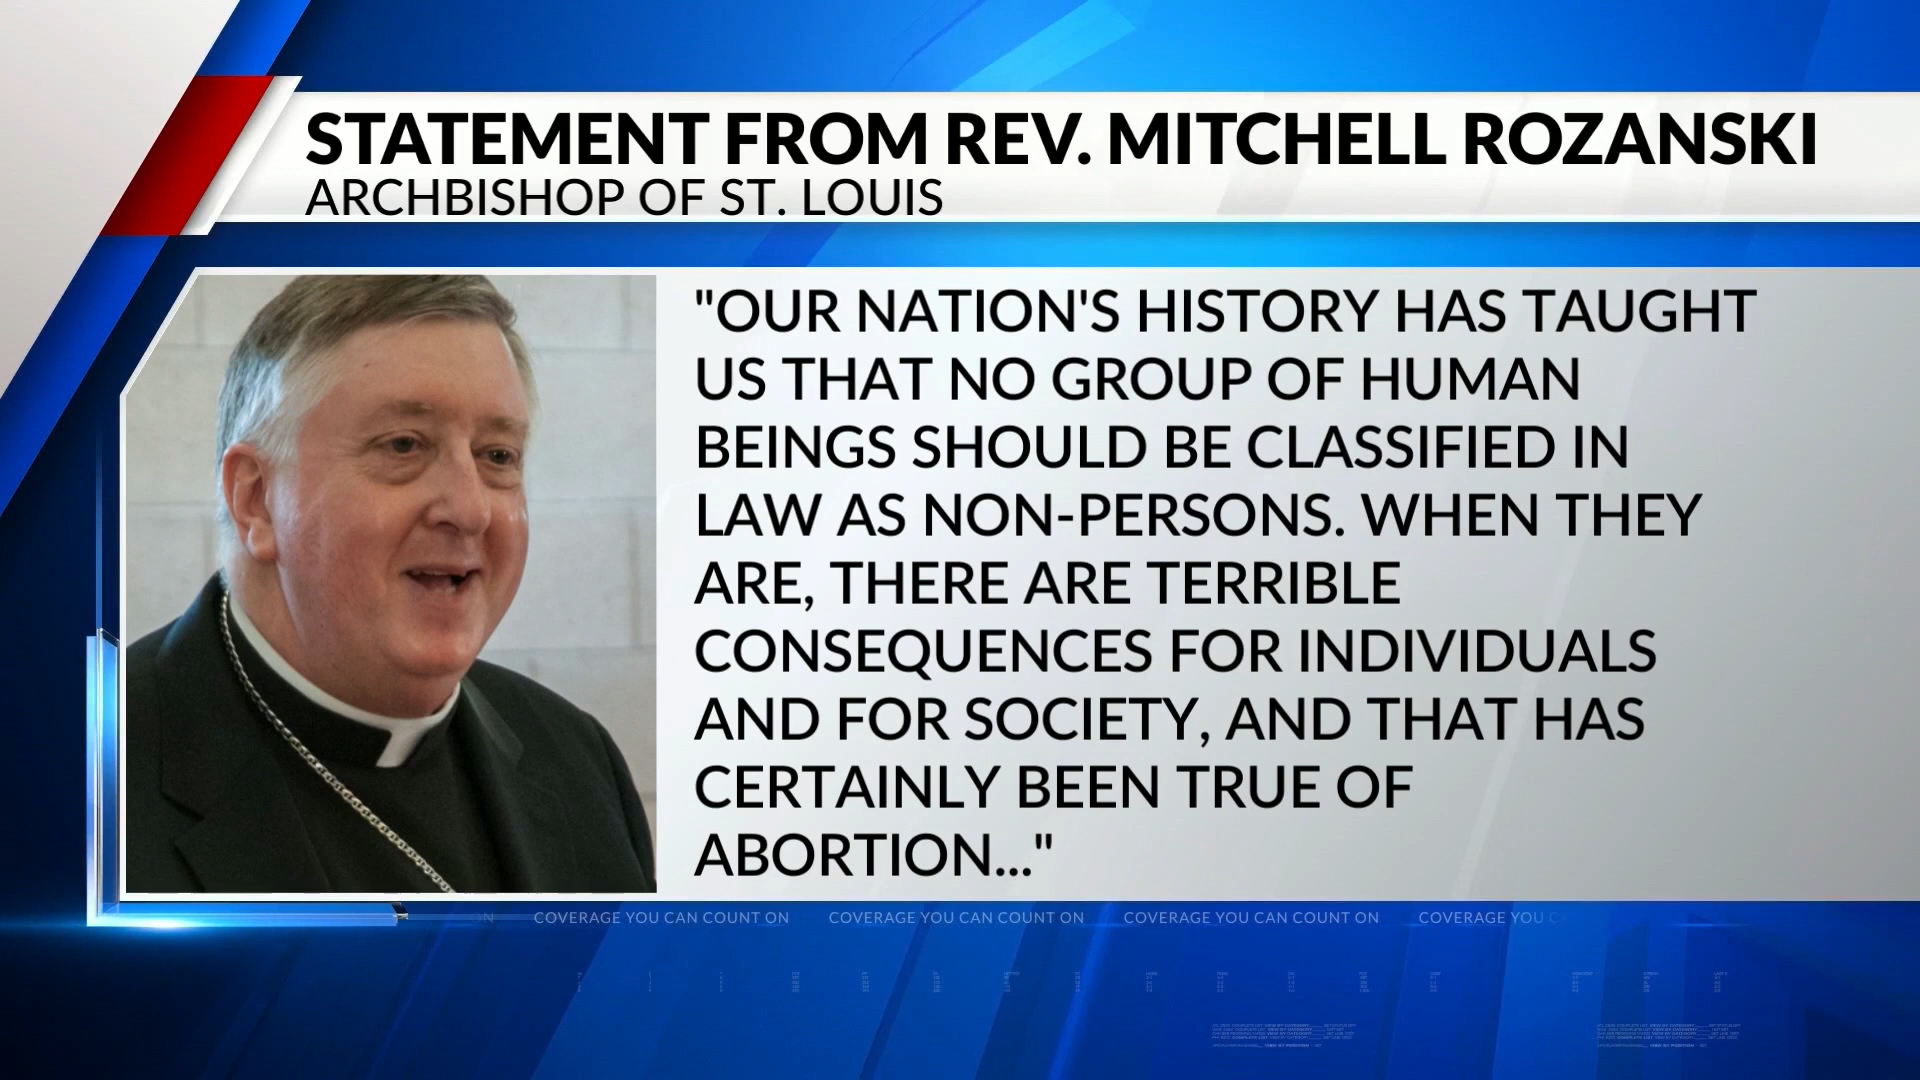 STATEMENT FROM REV. MITCHELL ROZANSKI
ARCHBISHOP OF ST. LOUIS
"OUR NATION'S HISTORY HAS TAUGHT
US THAT NO GROUP OF HUMAN
BEINGS SHOULD BE CLASSIFIED IN
LAW AS NON-PERSONS. WHEN THEY
ARE, THERE ARE TERRIBLE
CONSEQUENCES FOR INDIVIDUALS
AND FOR SOCIETY, AND THAT HAS
CERTAINLY BEEN TRUE OF
ABORTION..."
ON COVERAGE YOU CAN COUNT ON COVERAGE YOU CAN COUNT ON COVERAGE YOU CAN COUNT ON COVERAGE YOU C